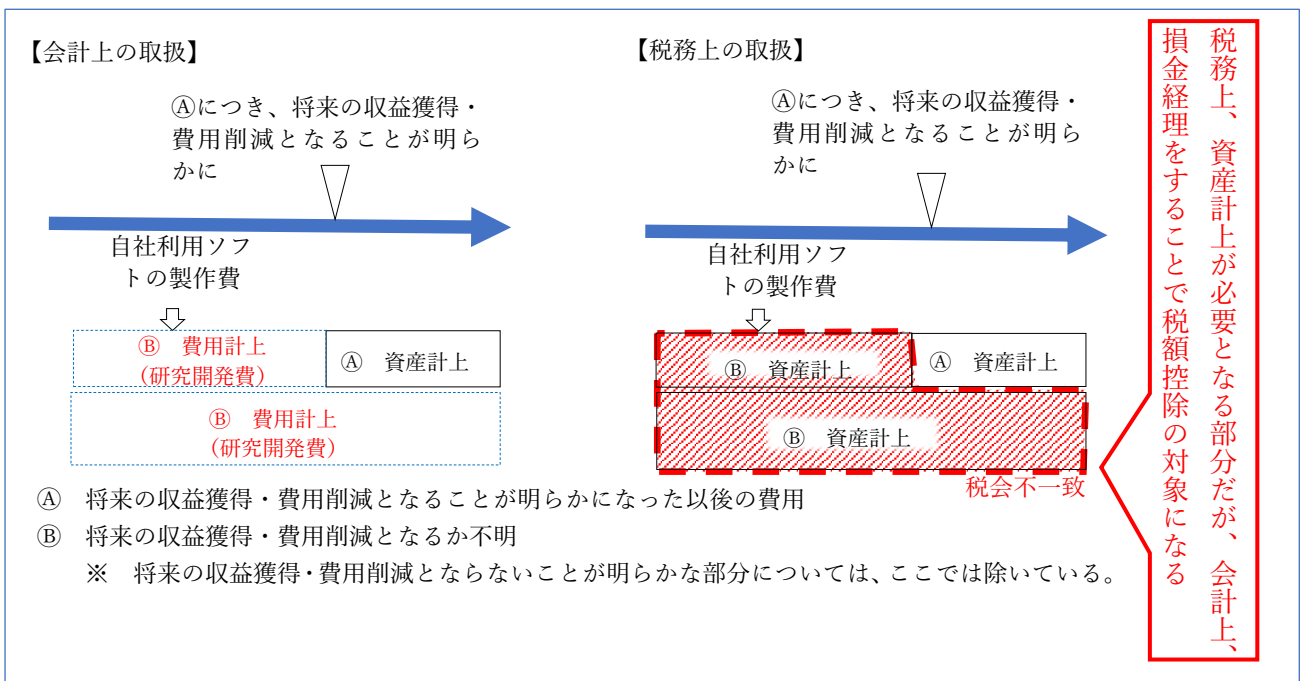 【会計上の取扱】
Ⓐにつき、将来の収益獲得・
費用削減となることが明ら
かに
自社利用ソフ
トの製作費
Ⓑ 費用計上
(研究開発費)
Ⓐ 資産計上
Ⓑ 費用計上
(研究開発費)
【税務上の取扱】
Ⓐにつき、将来の収益獲得・
費用削減となることが明ら
かに
自社利用ソフ
トの製作費
Ⓑ 資産計上
Ⓐ 資産計上
Ⓑ 資産計上
税会不一致
税務上、資産計上が必要となる部分だが、会計上、
損金経理をすることで税額控除の対象になる
Ⓐ 将来の収益獲得・費用削減となることが明らかになった以後の費用
Ⓑ 将来の収益獲得・費用削減となるか不明
※ 将来の収益獲得・費用削減とならないことが明らかな部分については、ここでは除いている。